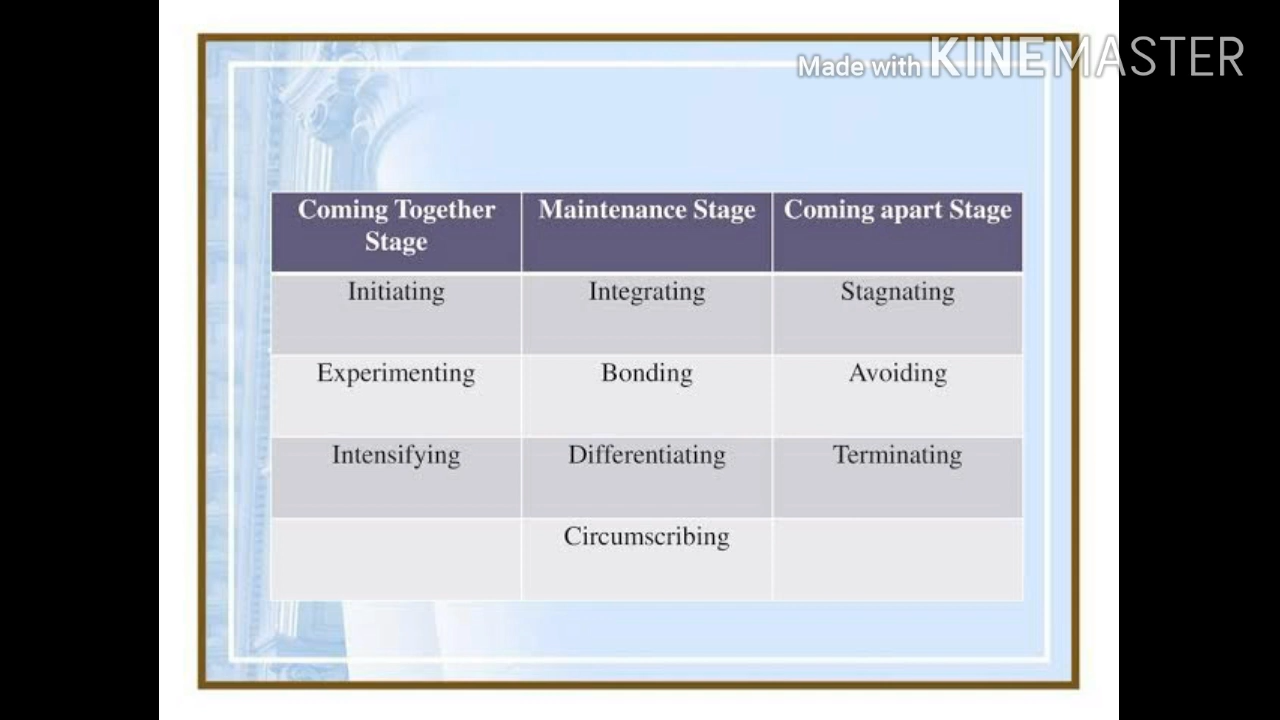 Made with KINEMASTER
Coming Together Stage
Maintenance Stage
Coming apart Stage
Initiating
Integrating
Stagnating
Experimenting
Bonding
Avoiding
Intensifying
Differentiating
Terminating
Circumscribing